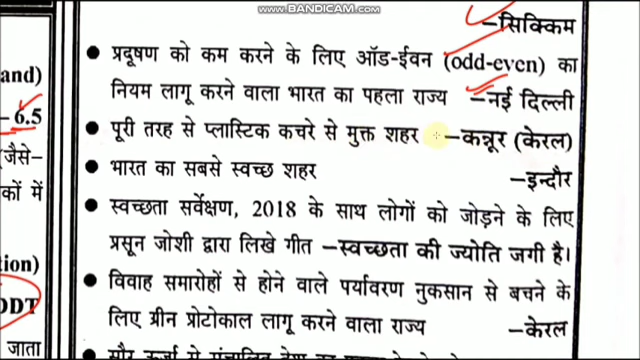 www.BANDICAM.com
–सिक्किम
प्रदूषण को कम करने के लिए ऑड-ईवन (odd-even) का
नियम लागू करने वाला भारत का पहला राज्य –नई दिल्ली
पूरी तरह से प्लास्टिक कचरे से मुक्त शहर –कन्नूर (केरल)
भारत का सबसे स्वच्छ शहर –इन्दौर
स्वच्छता सर्वेक्षण, 2018 के साथ लोगों को जोड़ने के लिए
प्रसून जोशी द्वारा लिखे गीत –स्वच्छता की ज्योति जगी है।
विवाह समारोहों से होने वाले पर्यावरण नुकसान से बचने के
लिए ग्रीन प्रोटोकाल लागू करने वाला राज्य –केरल
and)
– 6.5
(जैसे–
कों में
tion)
DDT
जाता